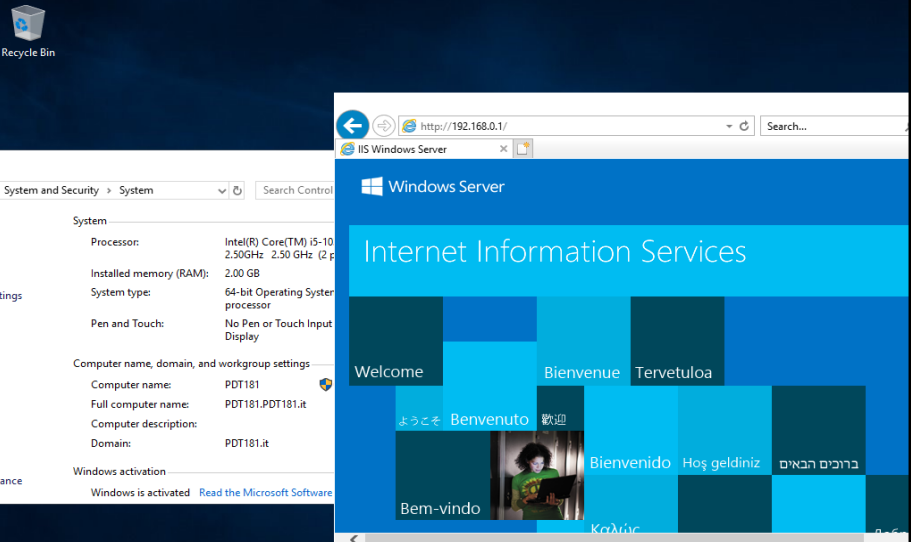 Recycle Bin
System and Security > System
Search Control
System
Processor: Intel(R) Core(TM) i5-10
2.50GHz 2.50 GHz (2 p
Installed memory (RAM): 2.00 GB
System type: 64-bit Operating System
processor
Pen and Touch: No Pen or Touch Input
Display
tings
Computer name, domain, and workgroup settings
Computer name: PDT181
Full computer name: PDT181.PDT181.it
Computer description:
Domain: PDT181.it
Windows activation
ance
Windows is activated Read the Microsoft Software
http://192.168.0.1/
Search...
IIS Windows Server
Windows Server
Internet Information Services
Welcome
Bienvenue
Tervetuloa
ようこそ
Benvenuto
歡迎
Bienvenido
Hoş geldiniz
ברוכים הבאים
Bem-vindo
Καλώς